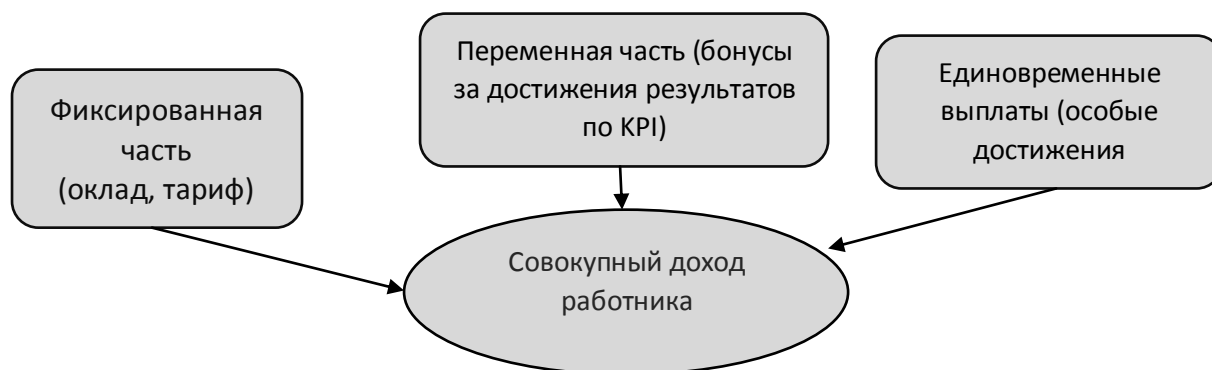 Фиксированная
часть
(оклад, тариф)
Переменная часть (бонусы
за достижения результатов
по KPI)
Единовременные
выплаты (особые
достижения
Совокупный доход
работника